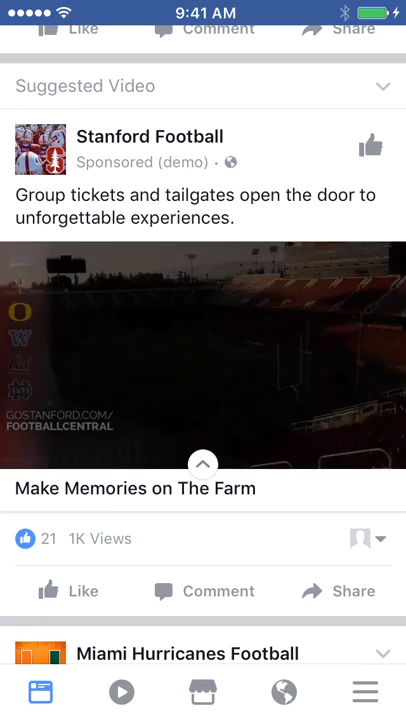 9:41 AM
Like Comment Share
Suggested Video
Stanford Football
Sponsored (demo) ·
Group tickets and tailgates open the door to
unforgettable experiences.
O
W
Cal
ND
GOSTANFORD.COM/
FOOTBALLCENTRAL
Make Memories on The Farm
21 1K Views
Like Comment Share
Miami Hurricanes Football